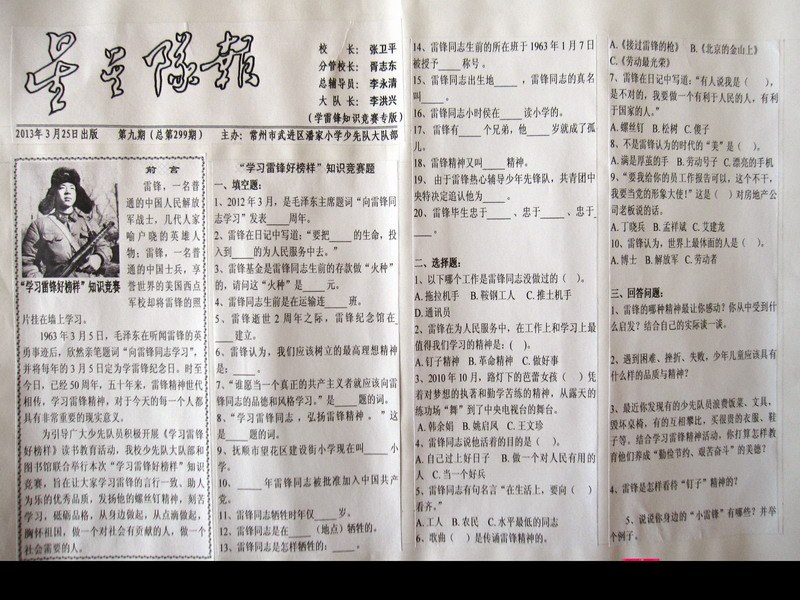 星星隊報
校 长： 张卫平
分管校长： 胥志东
总辅导员： 李永清
大 队 长： 李洪兴
（学雷锋知识竞赛专版）
2013年3月25日出版 第九期（总第299期） 主办：常州市武进区潘家小学少先队大队部
前 言
雷锋，一名普
通的中国人民解放
军战士，几代人家
喻户晓的英雄人
物；雷锋，一名普
通的中国士兵，享
誉世界的美国西点
军校却将雷锋的照
“学习雷锋好榜样”知识竞赛
片挂在墙上学习。
1963年3月5日，毛泽东在听闻雷锋的英
勇事迹后，欣然亲笔题词“向雷锋同志学习”，
并将每年的3月5日定为学雷锋纪念日。时至
今日，已经50周年，五十年来，雷锋精神世代
相传，学习雷锋精神，对于今天的每一个人都
具有非常重要的现实意义。
为引导广大少先队员积极开展《学习雷锋
好榜样》读书教育活动，我校少先队大队部和
图书馆联合举行本次“学习雷锋好榜样”知识
竞赛，旨在让大家学习雷锋的言行一致、助人
为乐的优秀品质，发扬他的螺丝钉精神，刻苦
学习，砥砺品格，从身边做起，从点滴做起，
胸怀祖国，做一个对社会有贡献的人，做一个
社会需要的人。
“学习雷锋好榜样”知识竞赛题
一、填空题：
1、2012年3月，是毛泽东主席题词“向雷锋同
志学习”发表____周年。
2、雷锋在日记中写道：“要把____的生命，投
入到____的为人民服务中去。”
3、雷锋基金是雷锋同志生前的存款做“火种”
的，请问这“火种”是____元。
4、雷锋同志生前是在运输连____班。
5、雷锋逝世2周年之际，雷锋纪念馆在
____建立。
6、雷锋认为，我们应该树立的最高理想精神
是：____。
7、“谁愿当一个真正的共产主义者就应该向雷
锋同志的品德和风格学习。”是____题的词。
8、“学习雷锋同志，弘扬雷锋精神。”这
是____题的词。
9、抚顺市望花区建设街小学现在叫____小
学。
10、____年雷锋同志被批准加入中国共产
党。
11、雷锋同志牺牲时年仅____岁。
12、雷锋同志是在____（地点）牺牲的。
13、雷锋同志是怎样牺牲的：____。
14、雷锋同志生前的所在班于1963年1月7日
被授予____称号。
15、雷锋同志出生地____，雷锋同志的真名
叫____。
16、雷锋同志小时侯在____读小学的。
17、雷锋有____个兄弟，他____岁就成了孤
儿。
18、雷锋精神又叫____精神。
19、由于雷锋热心辅导少年先锋队，共青团中
央特决定追认他为____。
20、雷锋毕生忠于____、忠于____、忠于
____。
二、选择题：
1、以下哪个工作是雷锋同志没做过的（ ）。
A.拖拉机手 B.鞍钢工人 C.推土机手
D.通讯员
2、雷锋在为人民服务中，在工作上和学习上最
值得我们学习的精神是：( )。
A.钉子精神 B.革命精神 C.做好事
3、2010年10月，路灯下的芭蕾女孩（ ）凭
着对梦想的执著和勤学苦练的精神，从露天的
练功场“舞”到了中央电视台的舞台。
A.韩余娟 B.姚启凤 C.王文珍
4、雷锋同志说他活着的目的是（ ）。
A.自己过上好日子 B.做一个对人民有用的
人 C.当一个好兵
5、雷锋同志有句名言“在生活上，要向（ ）
看齐。”
A.工人 B.农民 C.水平最低的同志
6、歌曲（ ）是传诵雷锋精神的。
A.《接过雷锋的枪》 B.《北京的金山上》
C.《劳动最光荣》
7、雷锋在日记中写道：“有人说我是（ ），
是不对的，我要做一个有利于人民的人，有利
于国家的人。”
A.螺丝钉 B.松树 C.傻子
8、不是雷锋认为的时代的“美”是（ ）。
A.满是厚茧的手 B.劳动号子 C.漂亮的手机
9、“要我给你的员工作报告可以，这个不干，
我要当党的形象大使！”这是（ ）对房地产公
司老板说的话。
A.丁晓兵 B.孟祥斌 C.艾建龙
10、雷锋认为，世界上最体面的人是（ ）。
A.博士 B.解放军 C.劳动者
三、回答问题：
1、雷锋的哪种精神最让你感动？你从中受到什
么启发？结合自己的实际谈一谈。
2、遇到困难、挫折、失败，少年儿童应该具有
什么样的品质与精神？
3、最近你发现有的少先队员浪费饭菜、文具，
毁坏桌椅，有的互相攀比，买很贵的衣服、鞋
子等。结合学习雷锋精神活动，你打算怎样教
育他们养成“勤俭节约、艰苦奋斗”的美德？
4、雷锋是怎样看待“钉子”精神的？
5、说说你身边的“小雷锋”有哪些？并举
个例子。